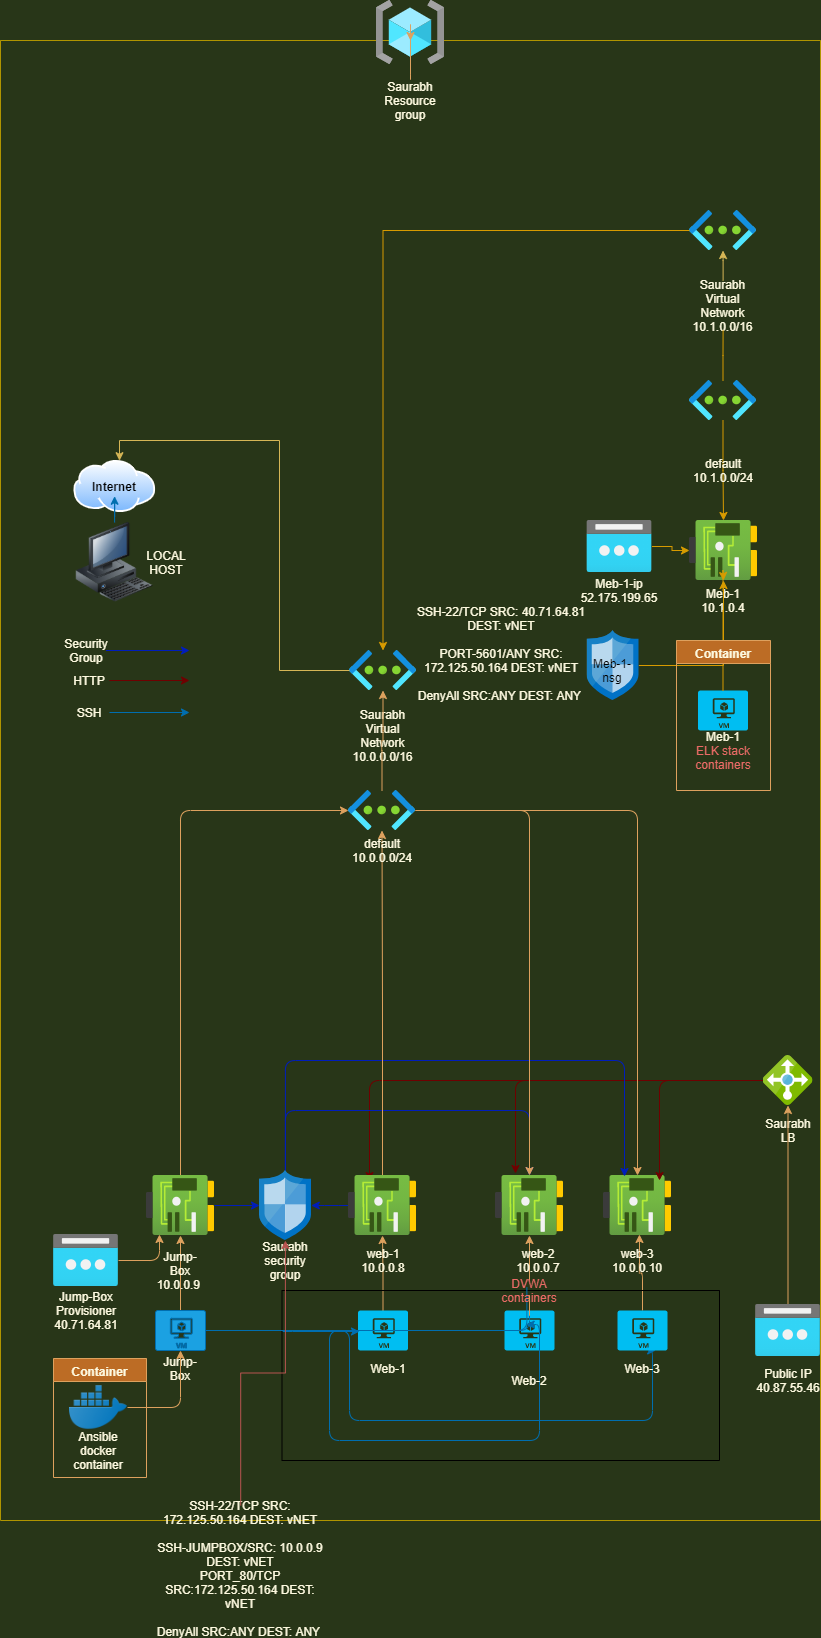 Saurabh
Resource
group
Saurabh
Virtual
Network
10.1.0.0/16
default
10.1.0.0/24
Internet
LOCAL
HOST
Meb-1-ip
52.175.199.65
Meb-1
10.1.0.4
SSH-22/TCP SRC: 40.71.64.81
DEST: vNET
PORT-5601/ANY SRC:
172.125.50.164 DEST: vNET
DenyAll SRC:ANY DEST: ANY
Meb-1-
nsg
Container
Meb-1
ELK stack
containers
VM
Security
Group
HTTP
SSH
Saurabh
Virtual
Network
10.0.0.0/16
default
10.0.0.0/24
Saurabh
LB
Jump-
Box
10.0.0.9
Saurabh
security
group
web-1
10.0.0.8
web-2
10.0.0.7
DVWA
containers
web-3
10.0.0.10
Jump-Box
Provisioner
40.71.64.81
VM
Jump-
Box
VM
Web-1
VM
Web-2
VM
Web-3
Public IP
40.87.55.46
Container
Ansible
docker
container
SSH-22/TCP SRC:
172.125.50.164 DEST: vNET
SSH-JUMPBOX/SRC: 10.0.0.9
DEST: vNET
PORT_80/TCP
SRC:172.125.50.164 DEST:
vNET
DenyAll SRC:ANY DEST: ANY